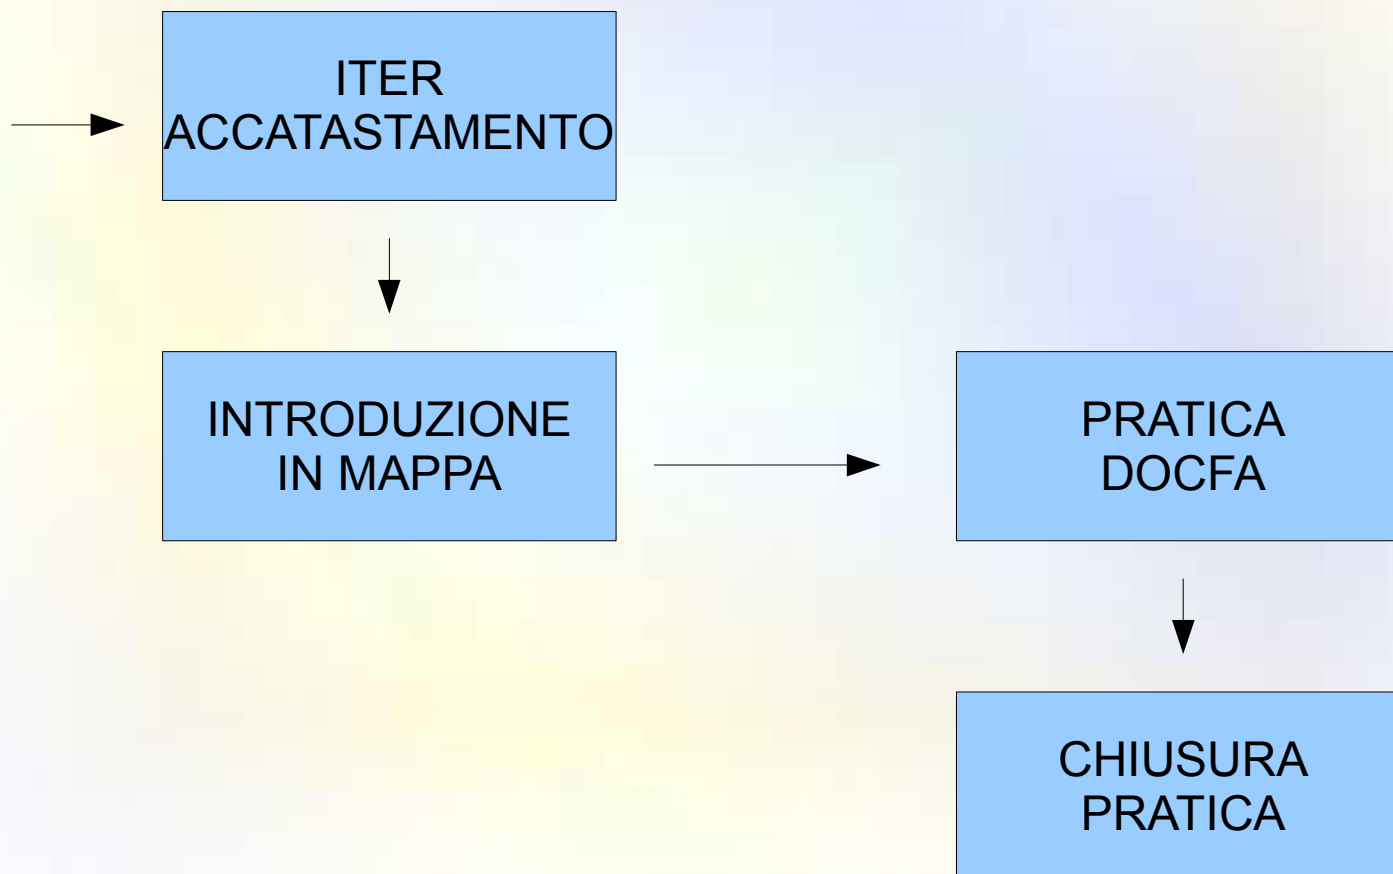 ITER
ACCATASTAMENTO
INTRODUZIONE
IN MAPPA
PRATICA
DOCFA
CHIUSURA
PRATICA